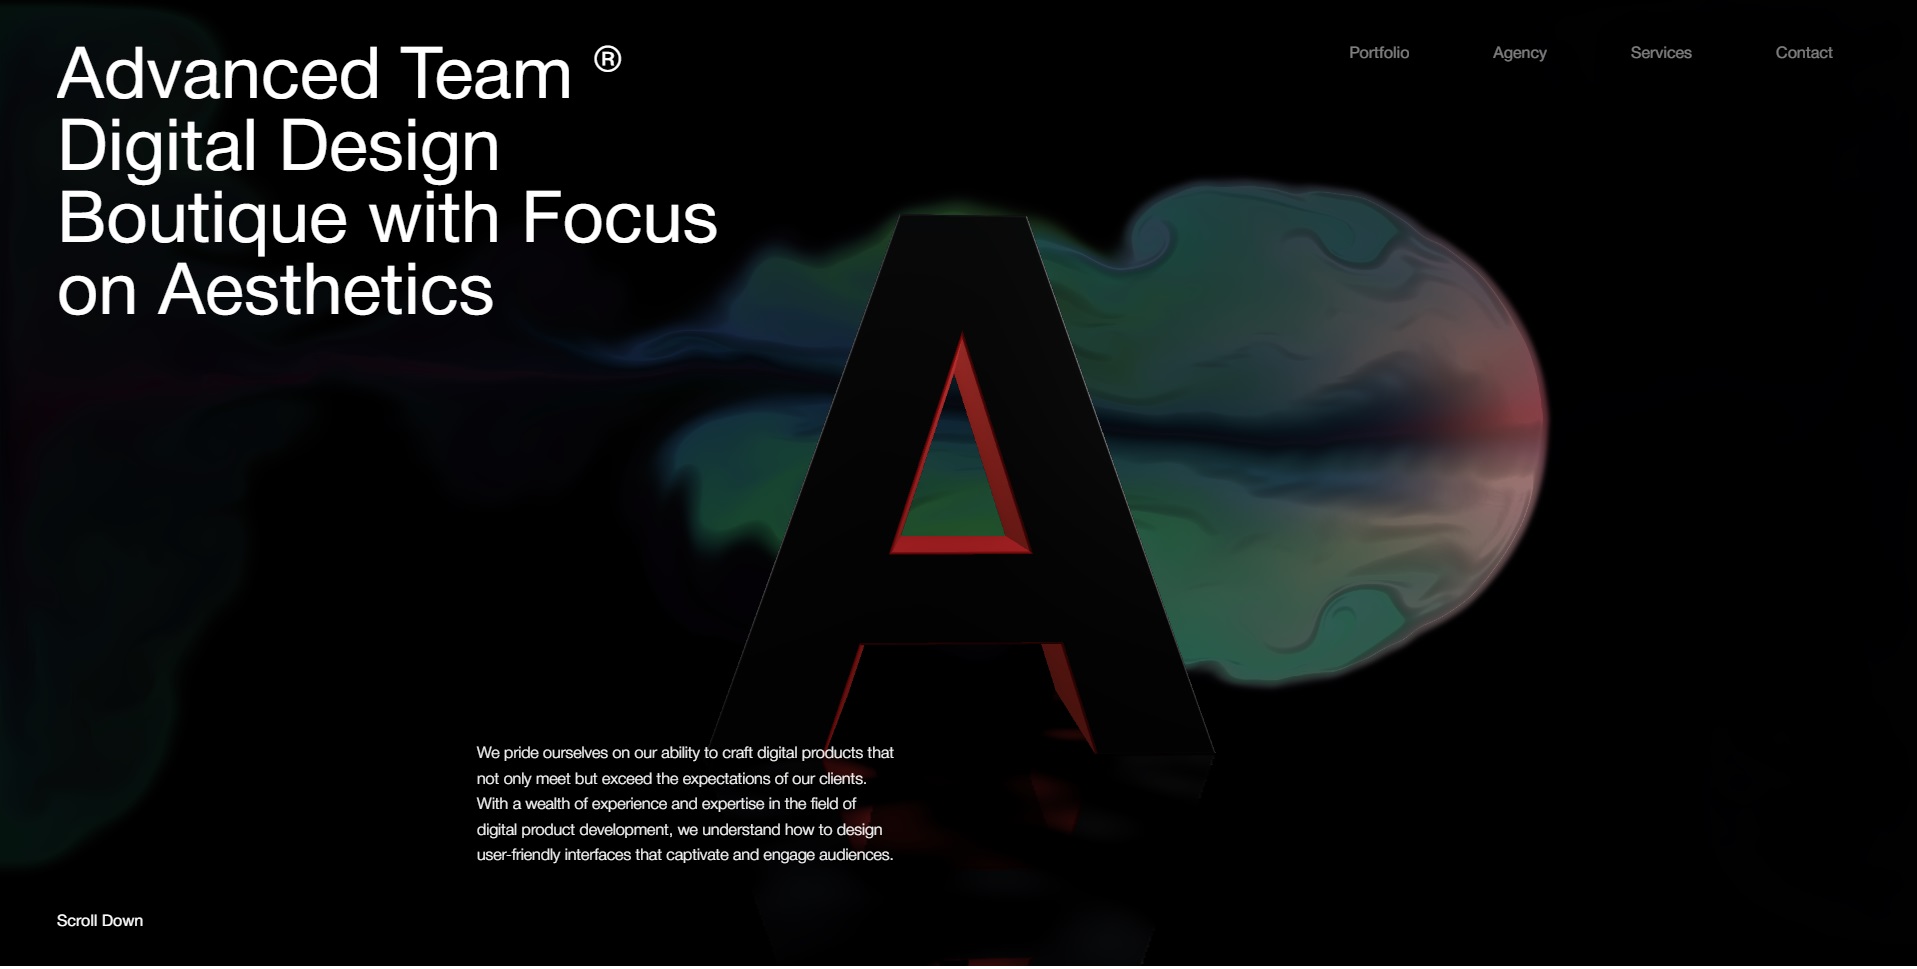 Advanced Team ®
Digital Design
Boutique with Focus
on Aesthetics
Portfolio
Agency
Services
Contact
A
We pride ourselves on our ability to craft digital products that
not only meet but exceed the expectations of our clients.
With a wealth of experience and expertise in the field of
digital product development, we understand how to design
user-friendly interfaces that captivate and engage audiences.
Scroll Down